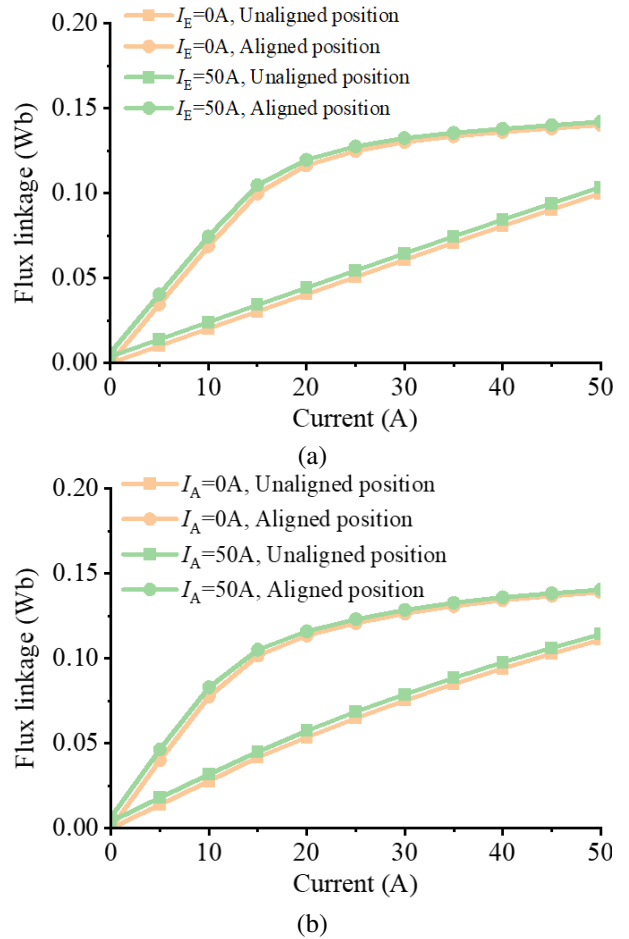 I_E=0A, Unaligned position
I_E=0A, Aligned position
I_E=50A, Unaligned position
I_E=50A, Aligned position
0.20
0.15
0.10
0.05
0.00
Flux linkage (Wb)
0 10 20 30 40 50
Current (A)
(a)
I_A=0A, Unaligned position
I_A=0A, Aligned position
I_A=50A, Unaligned position
I_A=50A, Aligned position
0.20
0.15
0.10
0.05
0.00
Flux linkage (Wb)
0 10 20 30 40 50
Current (A)
(b)